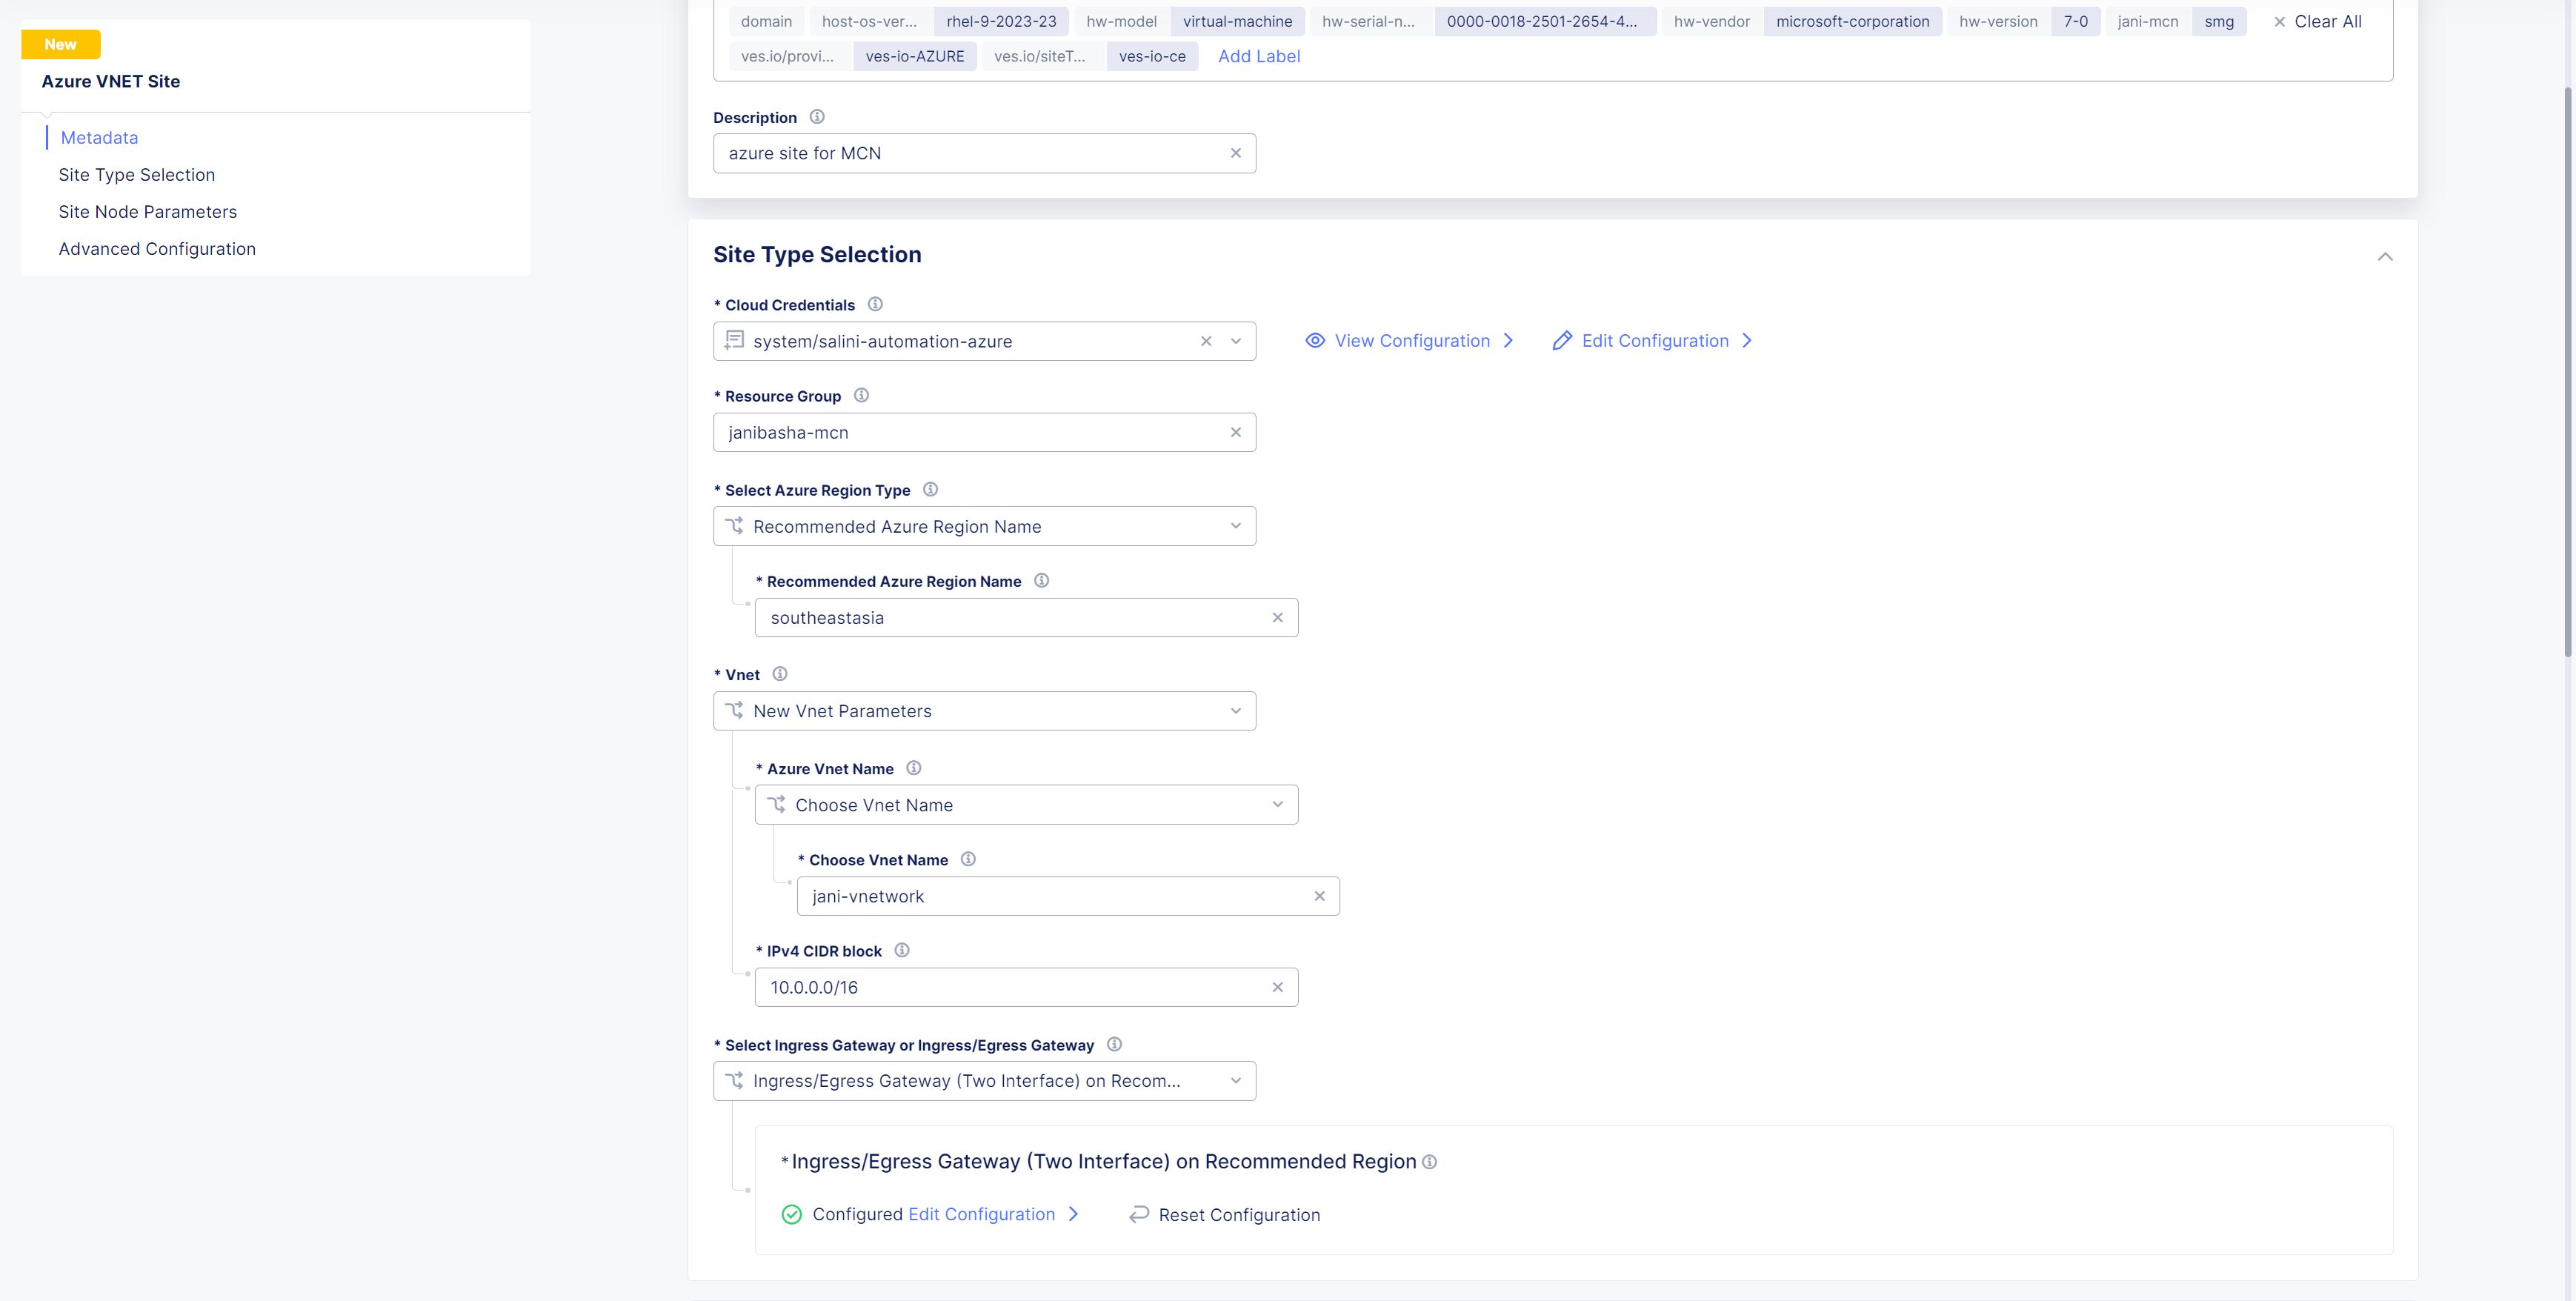 New
Azure VNET Site
Metadata
Site Type Selection
Site Node Parameters
Advanced Configuration
domain host-os-ver... rhel-9-2023-23 hw-model virtual-machine hw-serial-n... 0000-0018-2501-2654-4... hw-vendor microsoft-corporation hw-version 7-0 jani-mcn smg Clear All
ves.io/provi... ves-io-AZURE ves.io/siteT... ves-io-ce Add Label
Description
azure site for MCN
Site Type Selection
* Cloud Credentials
system/salini-automation-azure View Configuration Edit Configuration
* Resource Group
janibasha-mcn
* Select Azure Region Type
Recommended Azure Region Name
* Recommended Azure Region Name
southeastasia
* Vnet
New Vnet Parameters
* Azure Vnet Name
Choose Vnet Name
* Choose Vnet Name
jani-vnetwork
* IPv4 CIDR block
10.0.0.0/16
* Select Ingress Gateway or Ingress/Egress Gateway
Ingress/Egress Gateway (Two Interface) on Recom...
* Ingress/Egress Gateway (Two Interface) on Recommended Region
Configured Edit Configuration Reset Configuration